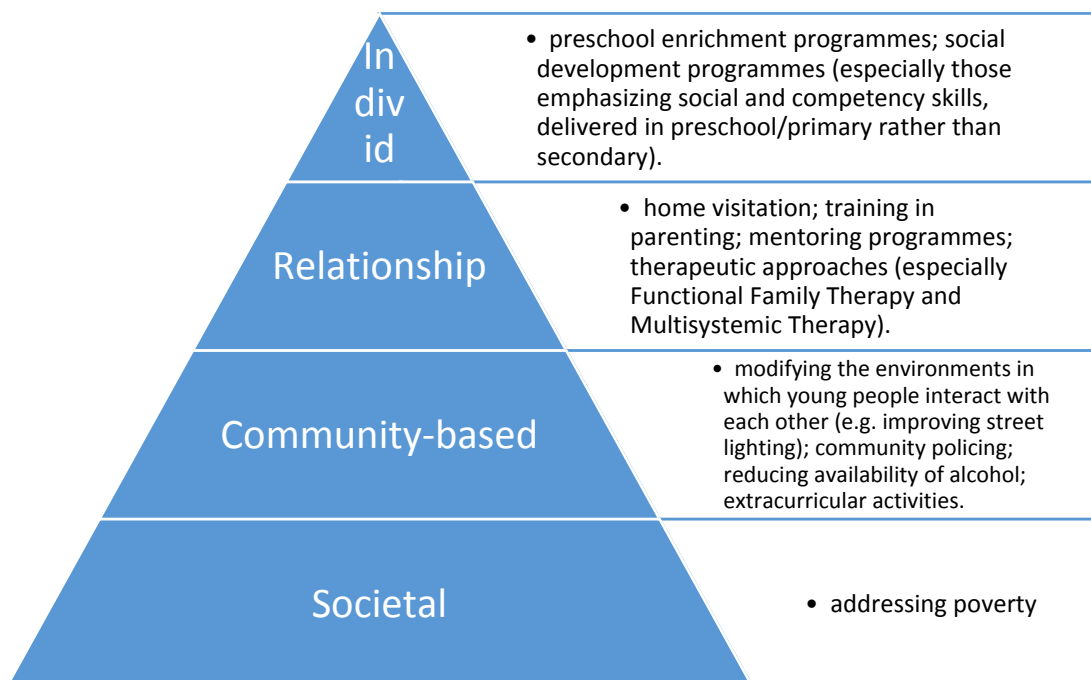 In
div
id
• preschool enrichment programmes; social
development programmes (especially those
emphasizing social and competency skills,
delivered in preschool/primary rather than
secondary).
Relationship
• home visitation; training in
parenting; mentoring programmes;
therapeutic approaches (especially
Functional Family Therapy and
Multisystemic Therapy).
Community-based
• modifying the environments in
which young people interact with
each other (e.g. improving street
lighting); community policing;
reducing availability of alcohol;
extracurricular activities.
Societal
• addressing poverty